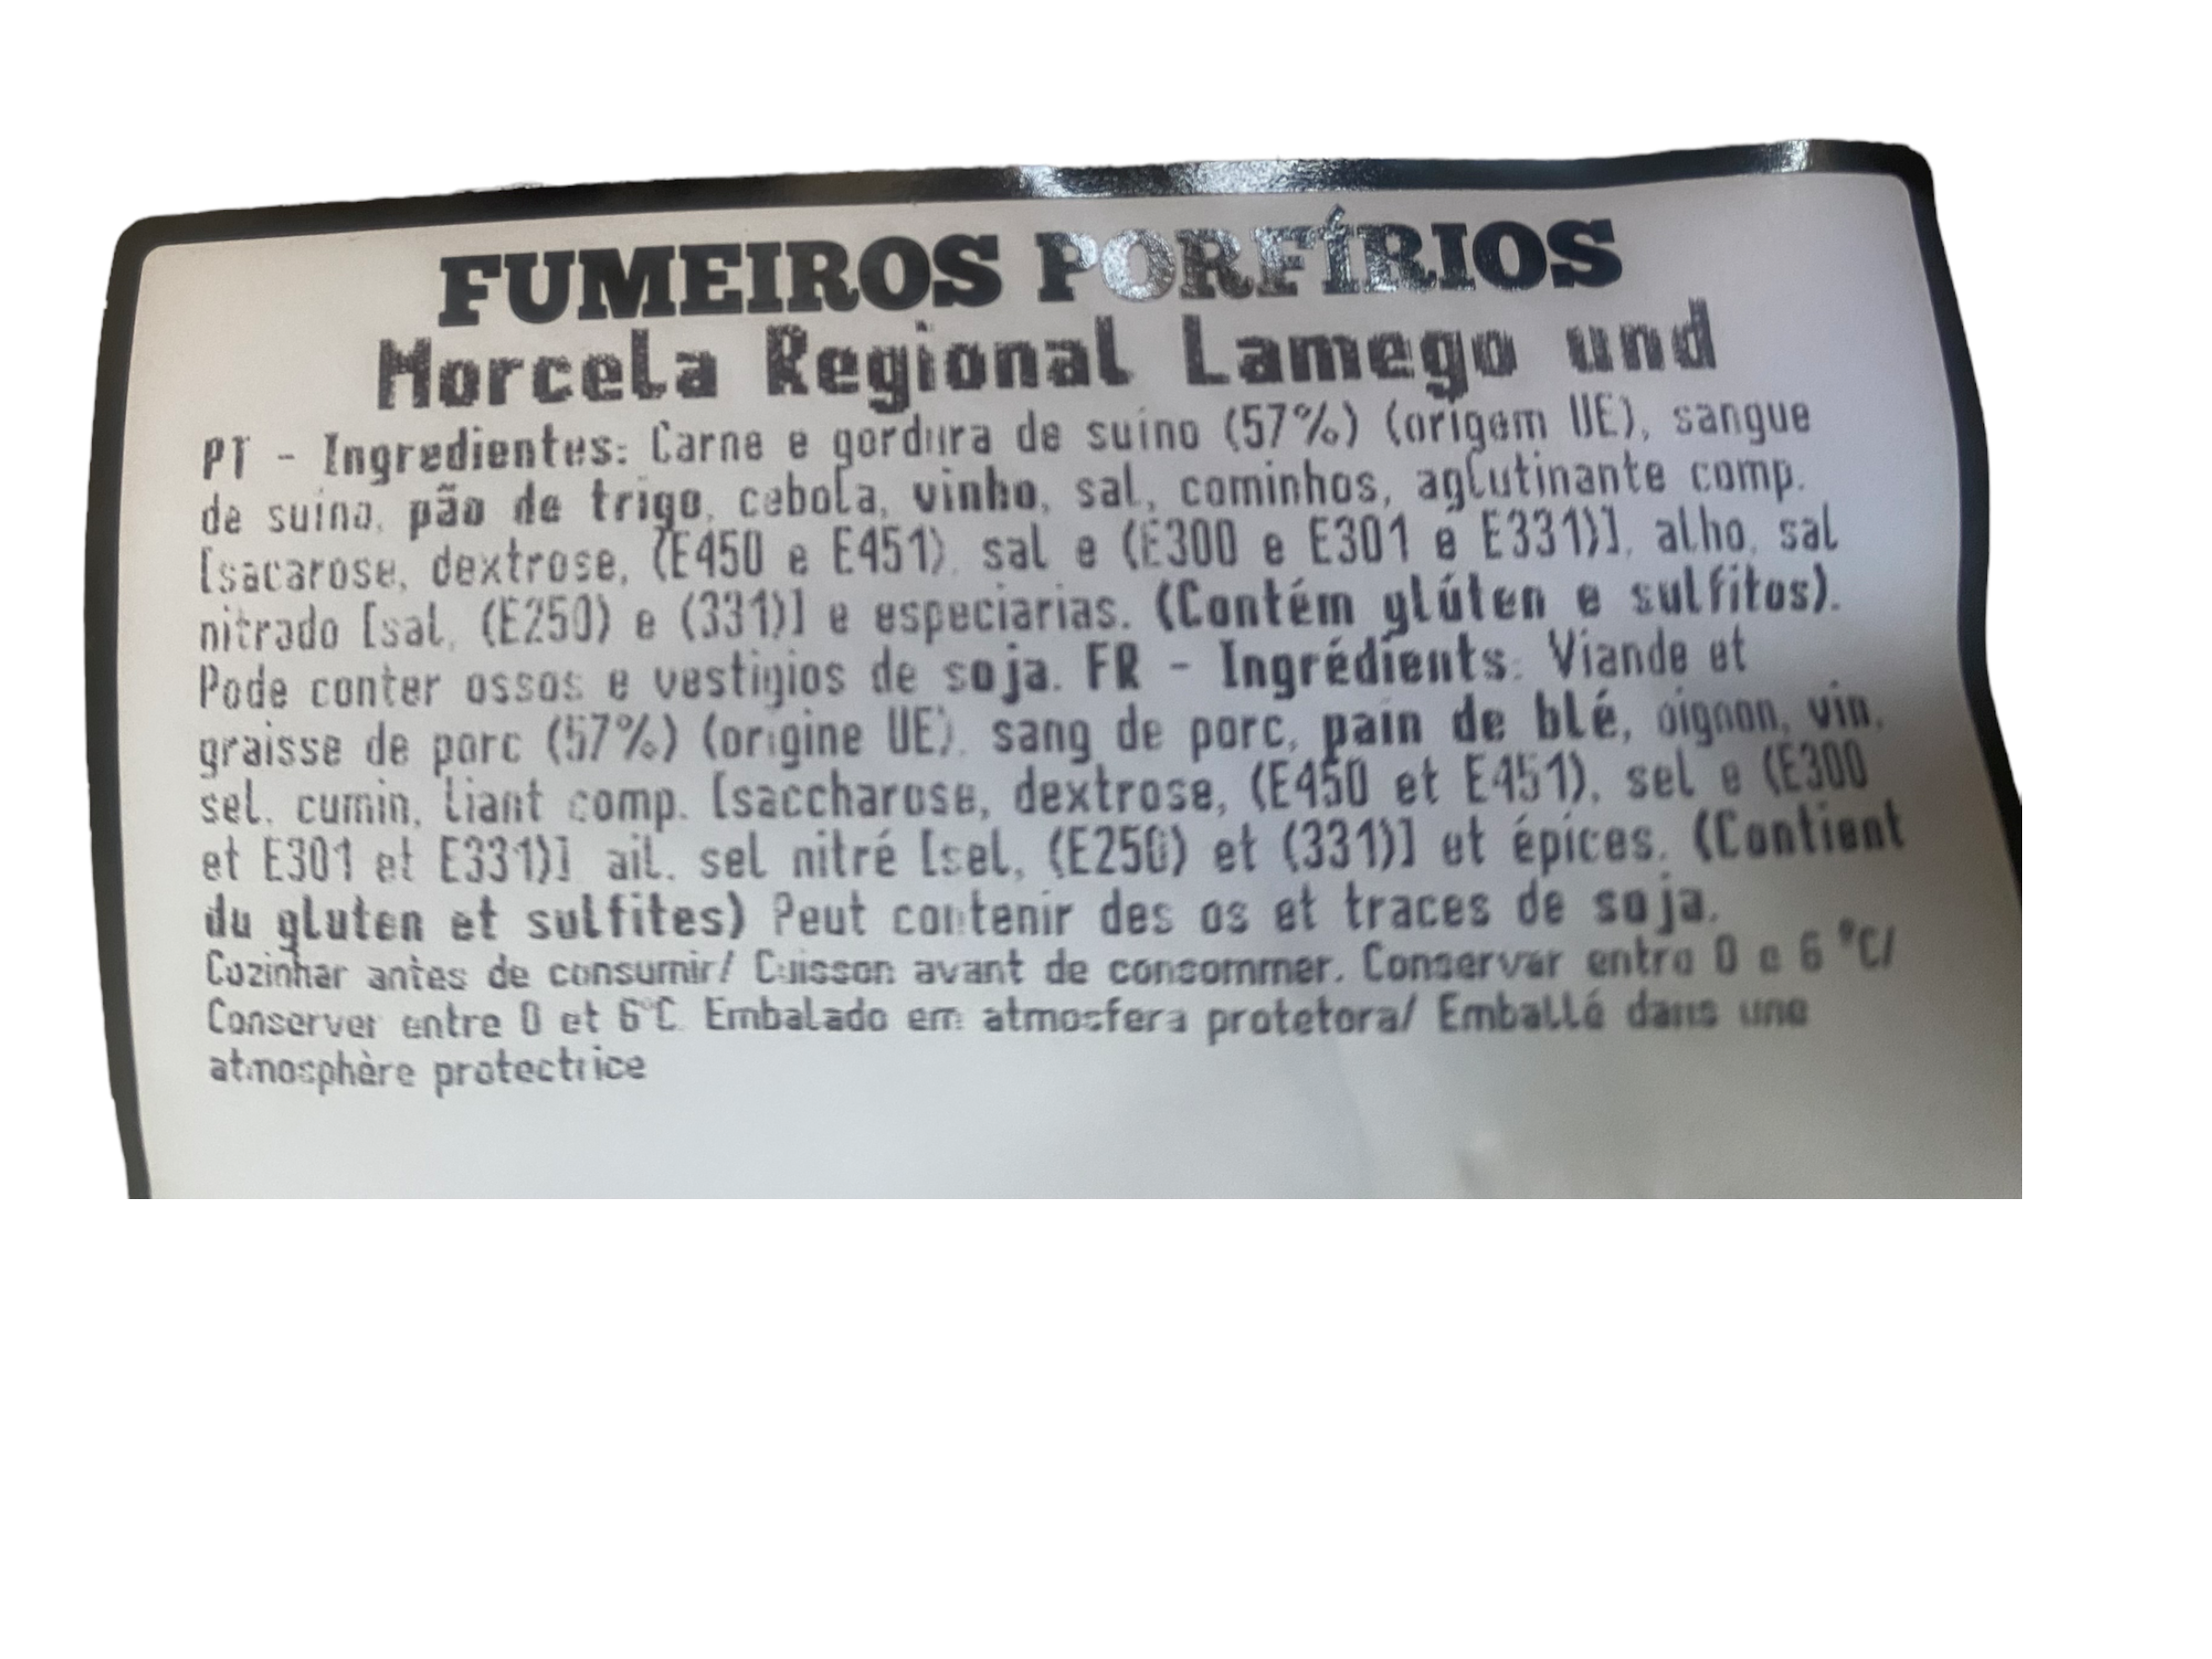 FUMEIROS PORFÍRIOS
Morcela Regional Lamego und
PT - Ingredientes: Carne e gordura de suíno (57%) (origem UE), sangue
de suíno, pão de trigo, cebola, vinho, sal, cominhos, aglutinante comp.
[sacarose, dextrose, (E450 e E451), sal e (E300 e E301 e E331)], alho, sal
nitrado [sal, (E250) e (331)] e especiarias. (Contém glúten e sulfitos).
Pode conter ossos e vestígios de soja. FR - Ingrédients: Viande et
graisse de porc (57%) (origine UE), sang de porc, pain de blé, oignon, vin,
sel, cumin, liant comp. [saccharose, dextrose, (E450 et E451), sel e (E300
et E301 et E331)] ail, sel nitré [sel, (E250) et (331)] et épices. (Contient
du gluten et sulfites) Peut contenir des os et traces de soja.
Cozinhar antes de consumir/ Cuisson avant de consommer. Conservar entre 0 e 6 °C/
Conserver entre 0 et 6°C. Embalado em atmosfera protetora/ Emballé dans une
atmosphère protectrice